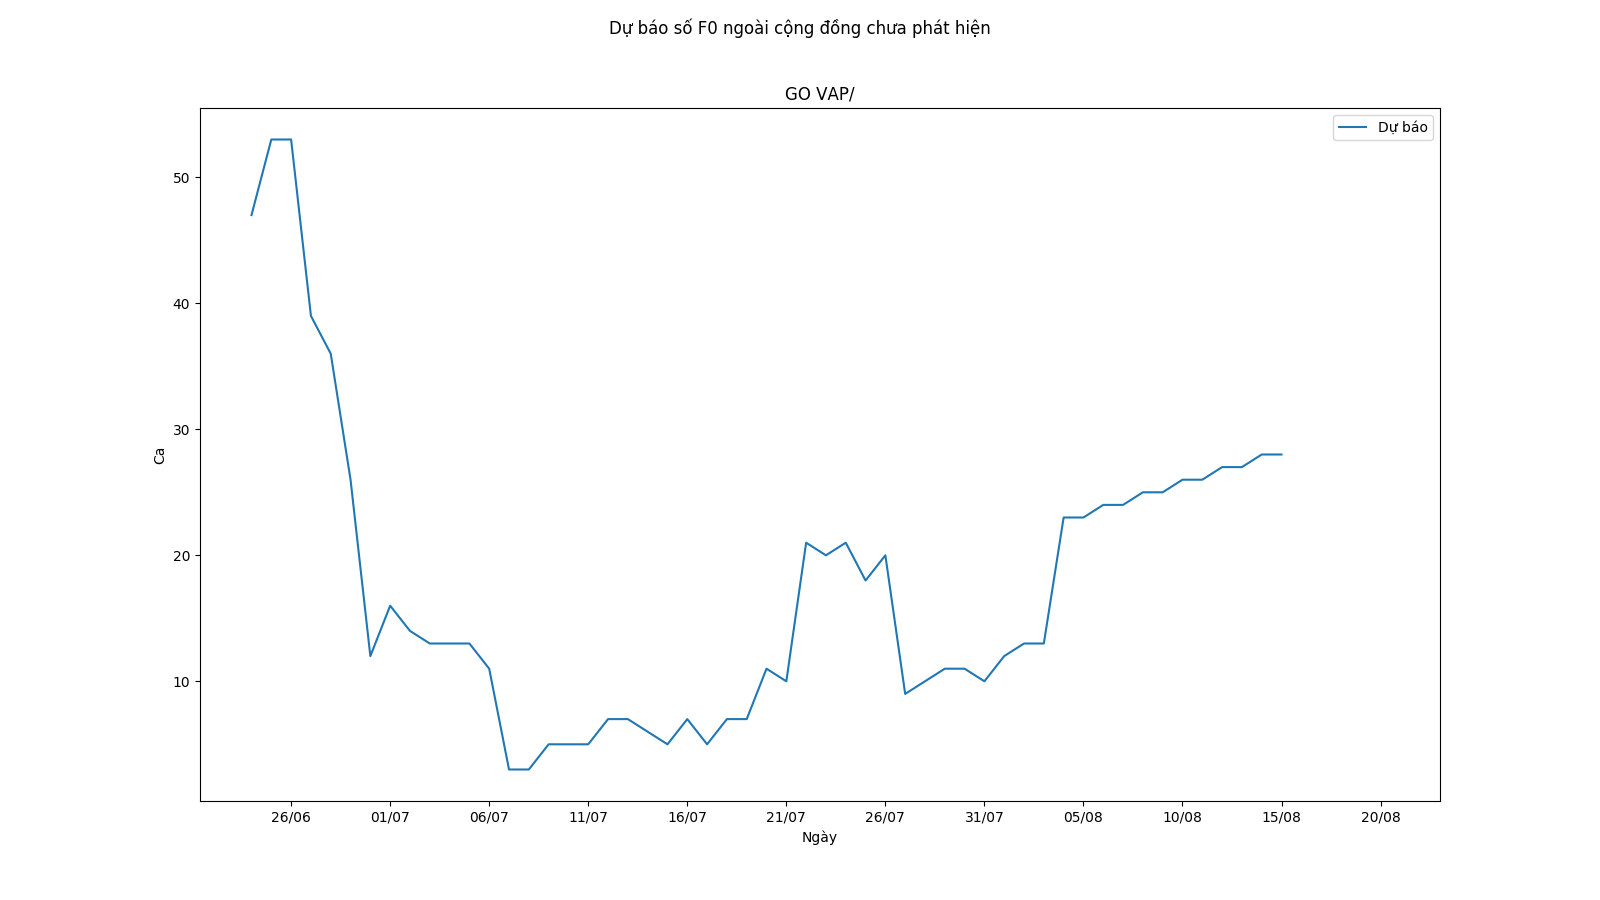 Dự báo số F0 ngoài cộng đồng chưa phát hiện
GO VAP/
Dự báo
50
40
30
20
10
Ca
26/06 01/07 06/07 11/07 16/07 21/07 26/07 31/07 05/08 10/08 15/08 20/08
Ngày